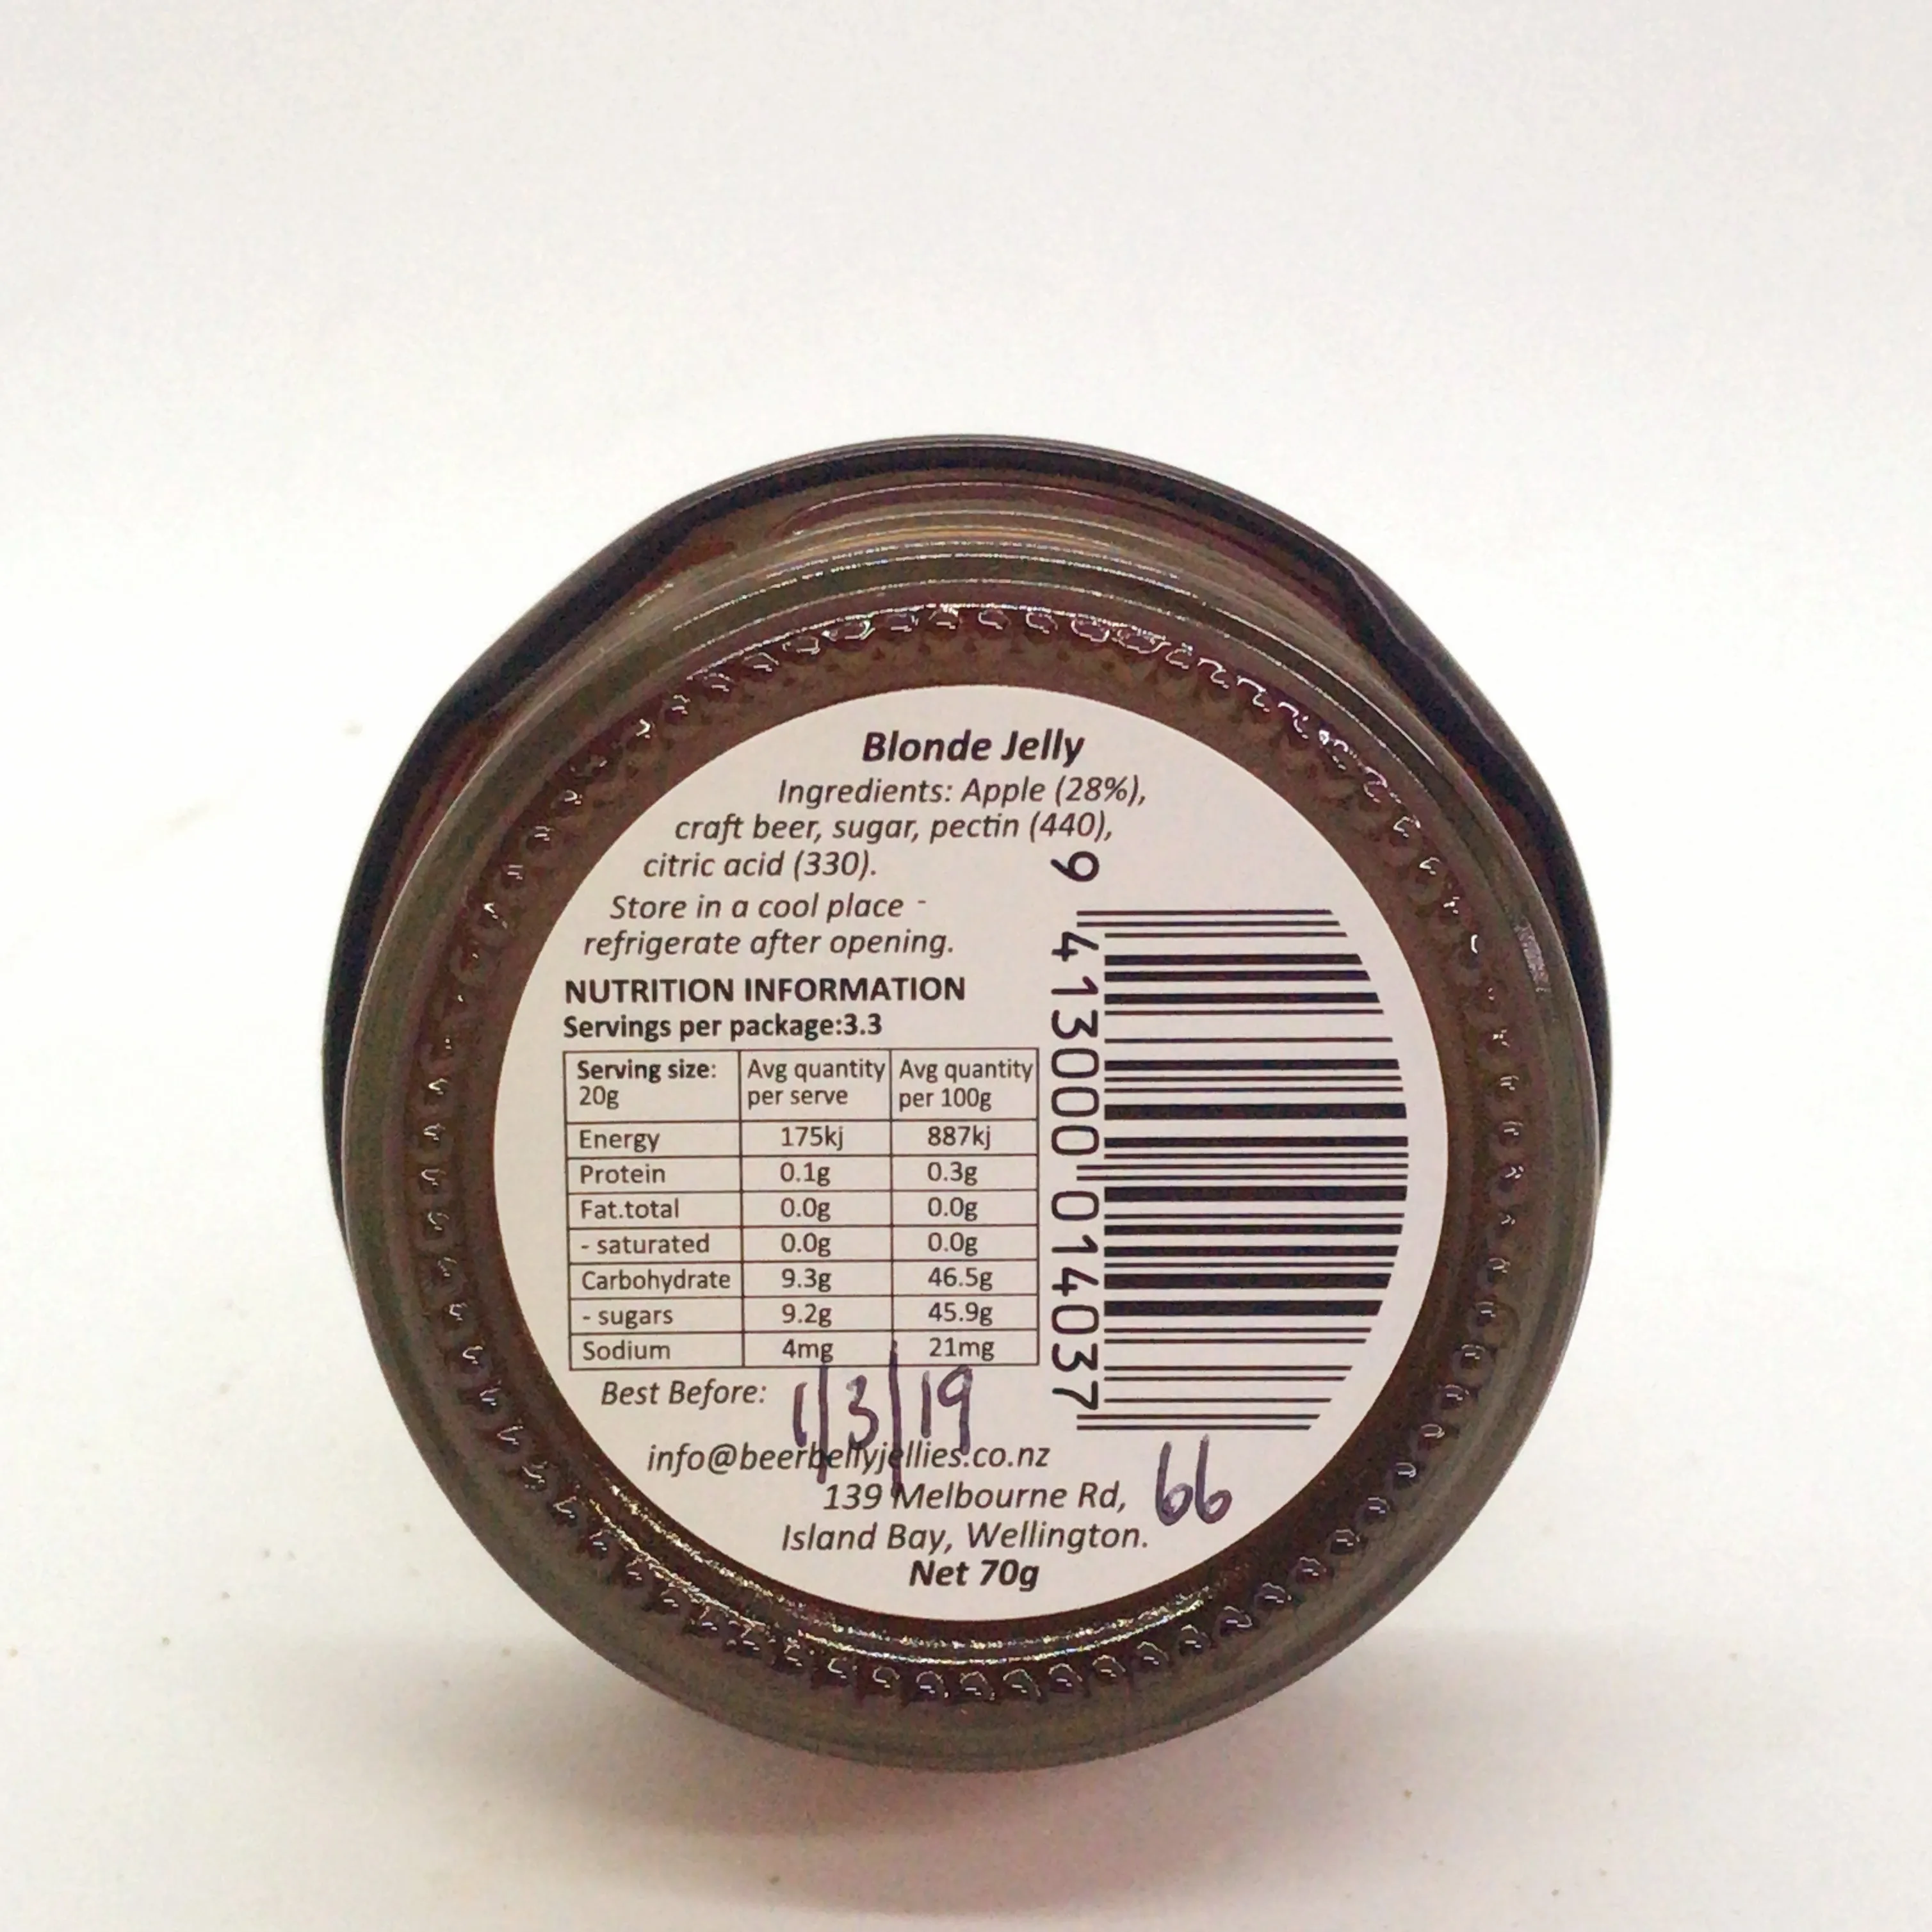 Blonde Jelly
Ingredients: Apple (28%),
craft beer, sugar, pectin (440),
citric acid (330).
Store in a cool place -
refrigerate after opening.
NUTRITION INFORMATION
Servings per package:3.3
Serving size: 20g Avg quantity per serve Avg quantity per 100g
Energy 175kj 887kj
Protein 0.1g 0.3g
Fat.total 0.0g 0.0g
- saturated 0.0g 0.0g
Carbohydrate 9.3g 46.5g
- sugars 9.2g 45.9g
Sodium 4mg 21mg
Best Before: 1/3/19
info@beerbellyjellies.co.nz
139 Melbourne Rd,
Island Bay, Wellington.
Net 70g
66
9 413000 014037